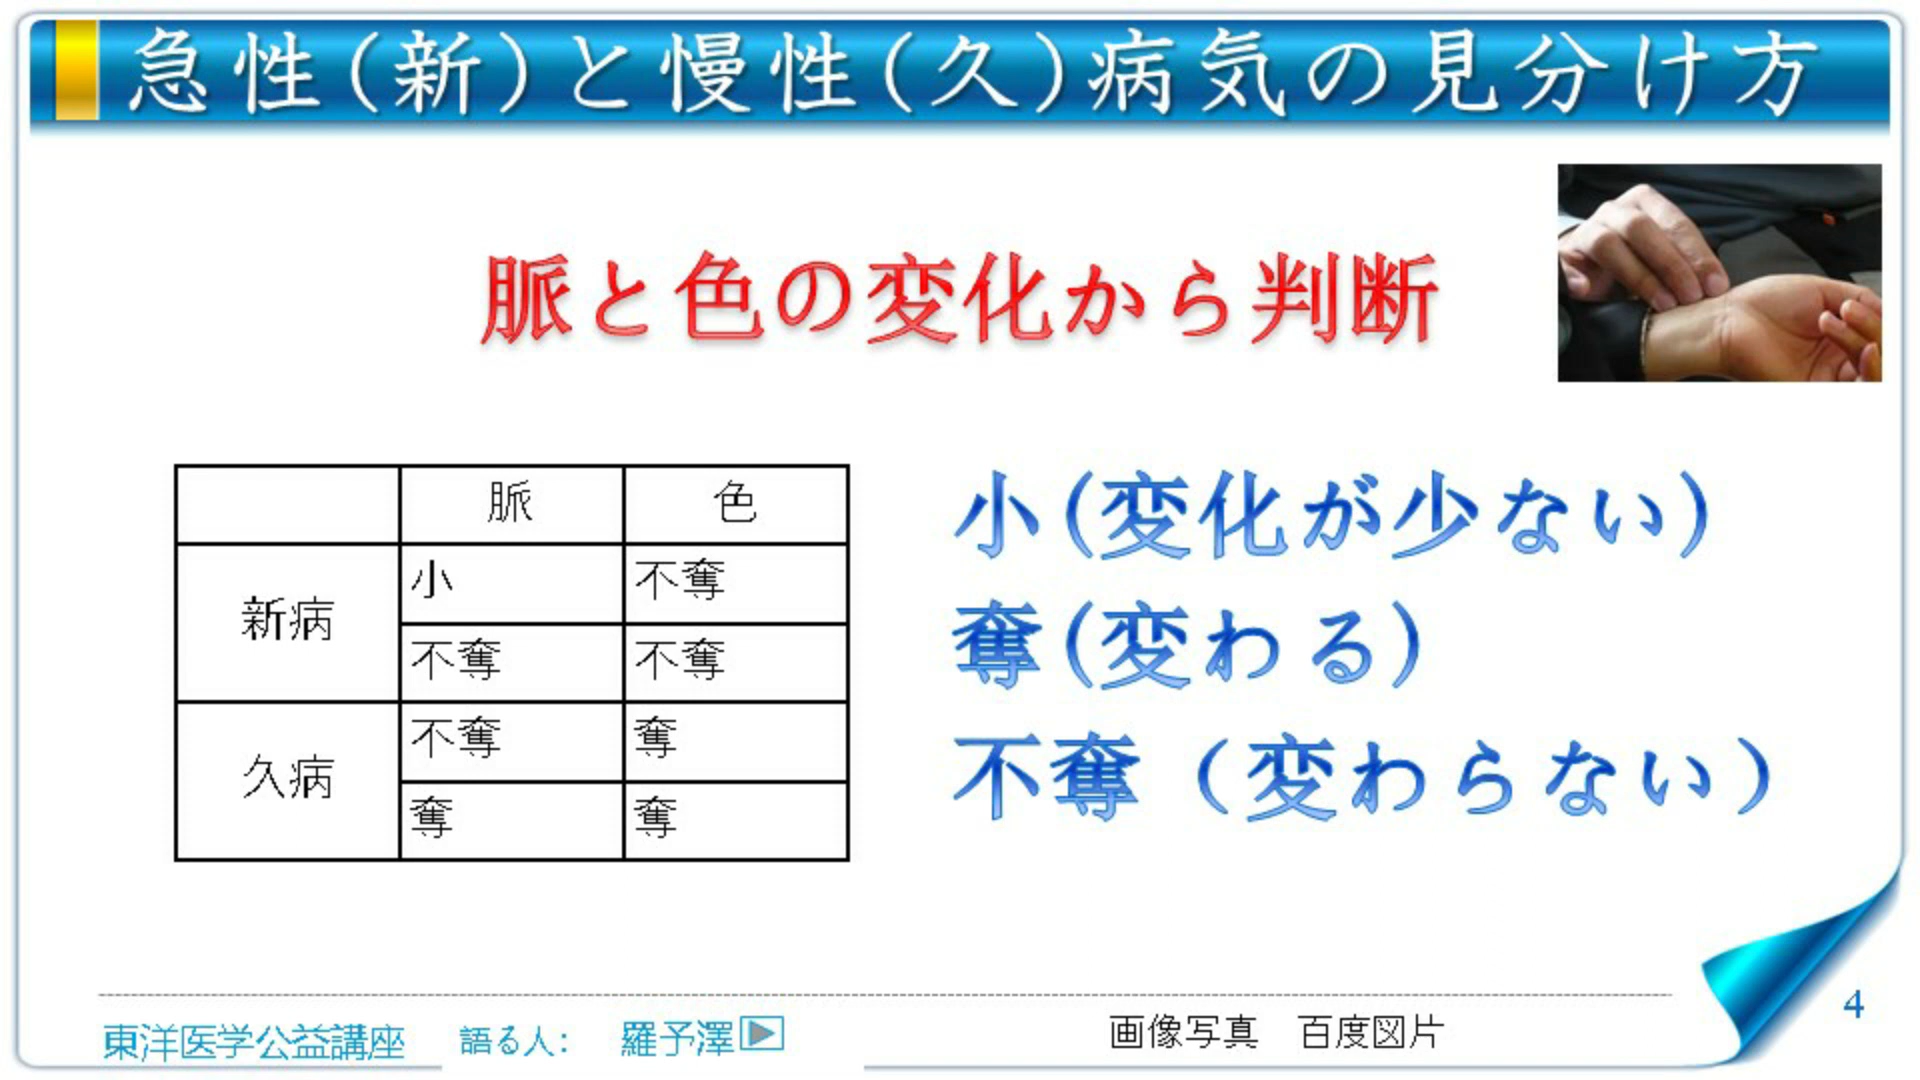 急性(新)と慢性(久)病気の見分け方
脈と色の変化から判断
脈 色
新病
小 不奪
不奪 不奪
久病
不奪 奪
奪 奪
小(変化が少ない)
奪(変わる)
不奪（変わらない）
東洋医学公益講座 語る人： 羅予澤
画像写真 百度図片
4